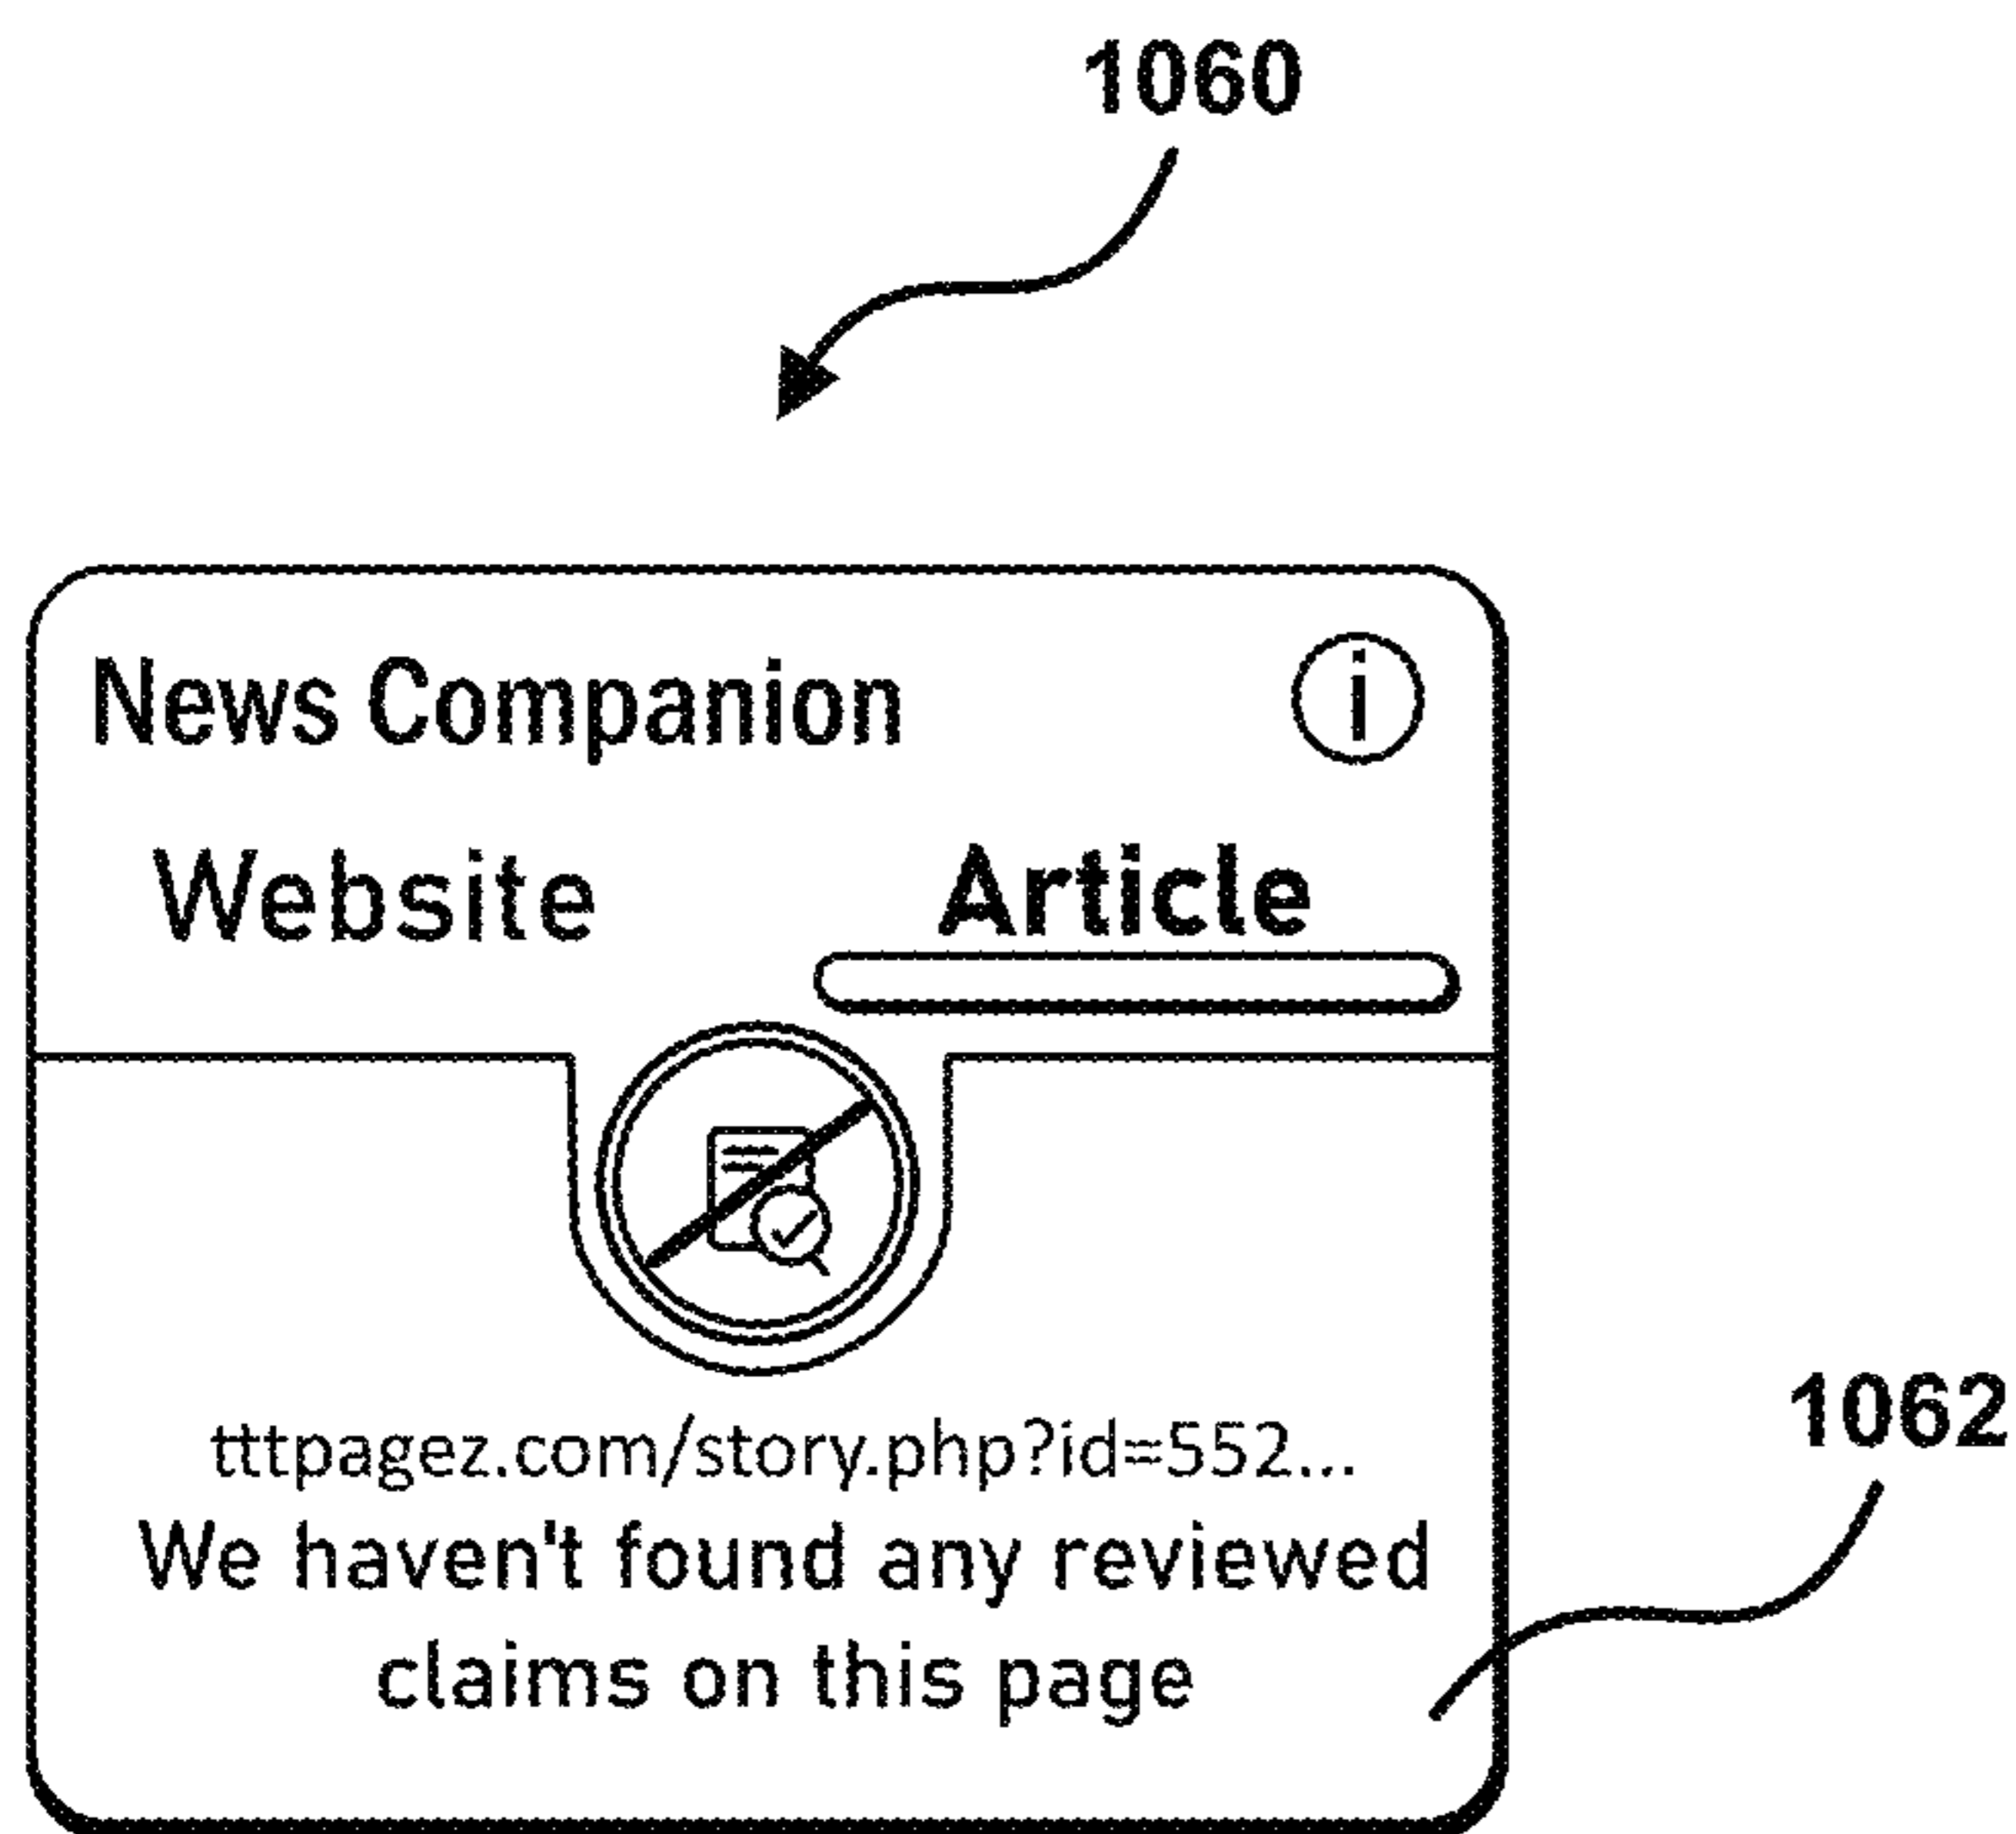 1060
News Companion i
Website Article
tttpagez.com/story.php?id=552...
We haven't found any reviewed
claims on this page
1062